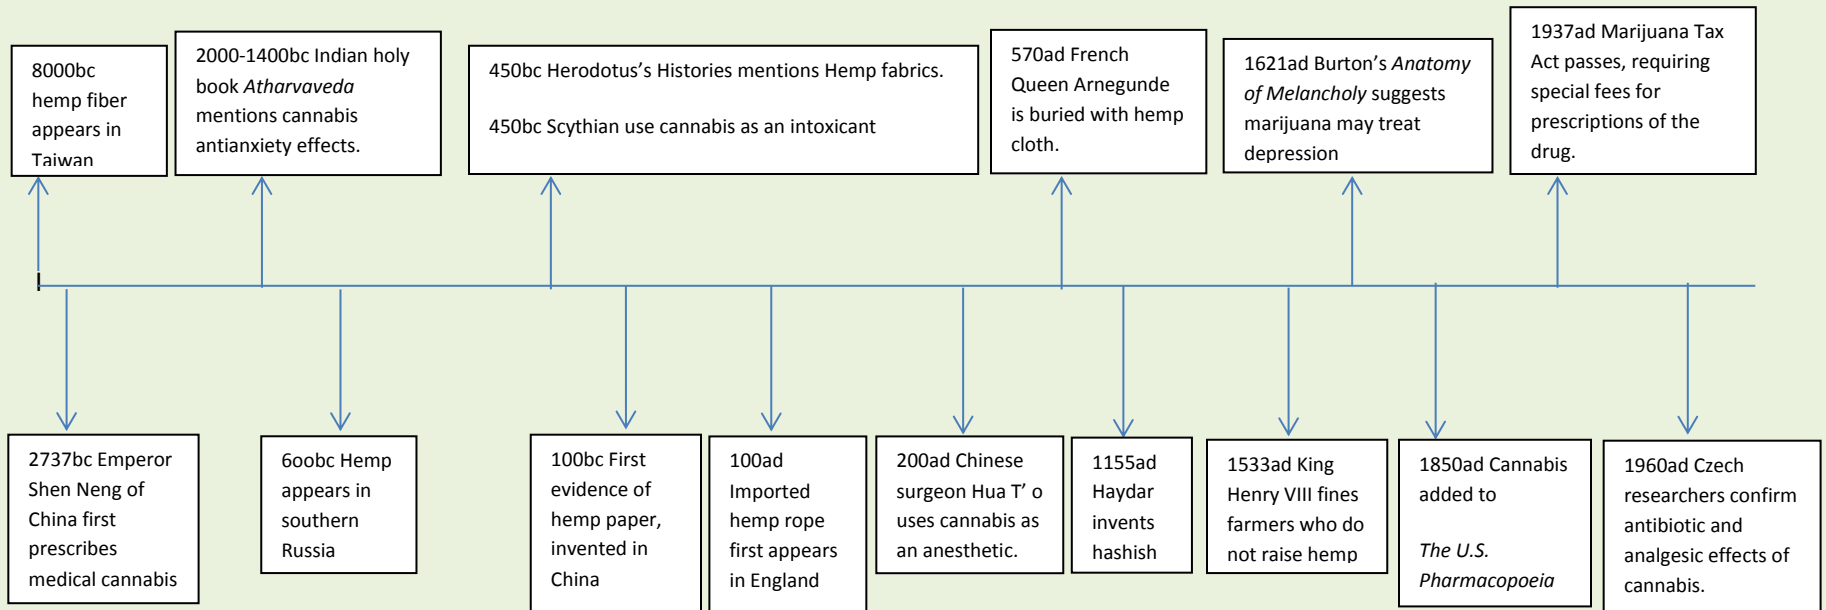 8000bc
hemp fiber
appears in
Taiwan
2000-1400bc Indian holy
book Atharvaveda
mentions cannabis
antianxiety effects.
450bc Herodotus's Histories mentions Hemp fabrics.
450bc Scythian use cannabis as an intoxicant
570ad French
Queen Arnegunde
is buried with hemp
cloth.
1621ad Burton's Anatomy
of Melancholy suggests
marijuana may treat
depression
1937ad Marijuana Tax
Act passes, requiring
special fees for
prescriptions of the
drug.
2737bc Emperor
Shen Neng of
China first
prescribes
medical cannabis
6oobc Hemp
appears in
southern
Russia
100bc First
evidence of
hemp paper,
invented in
China
100ad
Imported
hemp rope
first appears
in England
200ad Chinese
surgeon Hua T' o
uses cannabis as
an anesthetic.
1155ad
Haydar
invents
hashish
1533ad King
Henry VIII fines
farmers who do
not raise hemp
1850ad Cannabis
added to
The U.S.
Pharmacopoeia
1960ad Czech
researchers confirm
antibiotic and
analgesic effects of
cannabis.